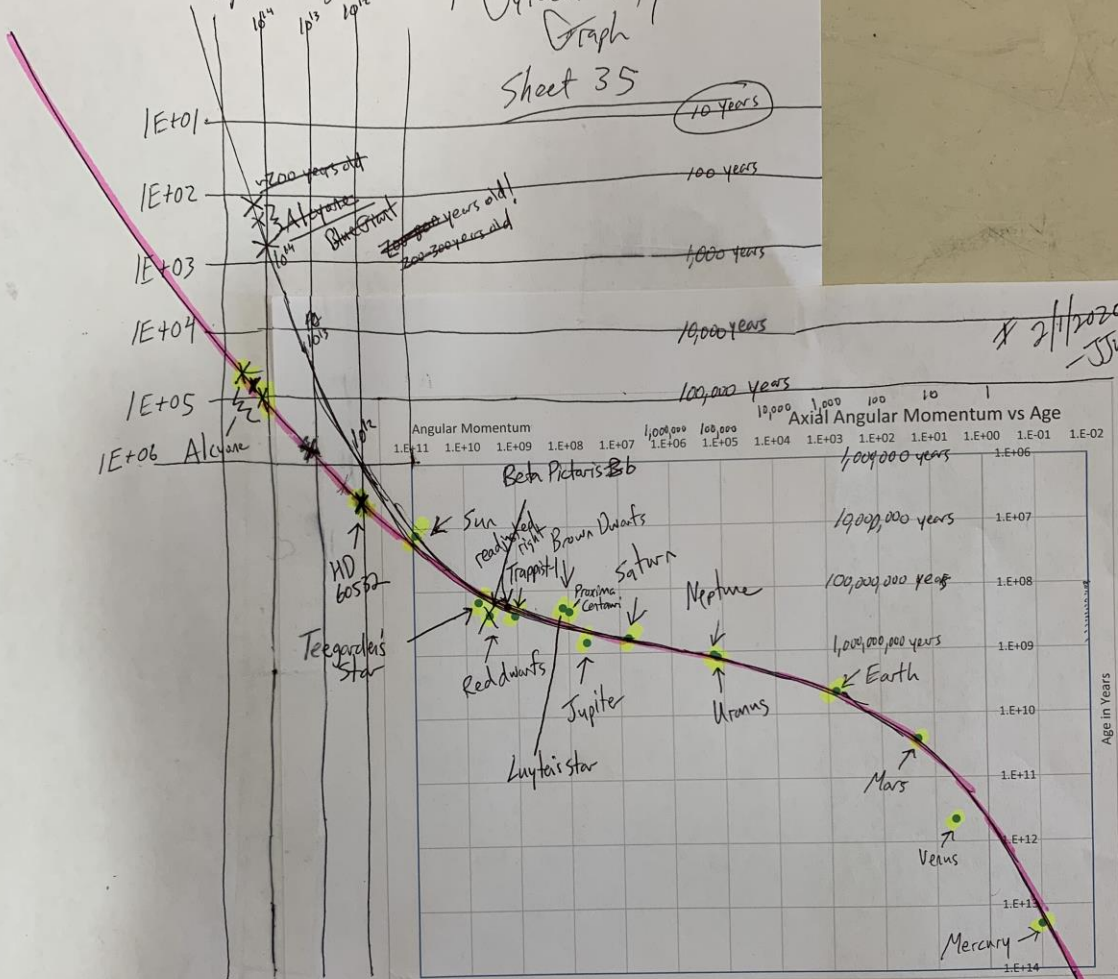 Graph
Sheet 35
10^14
10^13
10^12
1E+01
10 years
~200 years old
100 years
1E+02
Alcyone
Blue Giant
200-800 years old!
200-300 years old
10^14
1,000 years
1E+03
10^13
1E+04
10,000 years
2/1/2020
1E+05
100,000 years
10,000 1,000 100 10 1
Axial Angular Momentum vs Age
Angular Momentum
1,000,000 100,000
1.E+11 1.E+10 1.E+09 1.E+08 1.E+07 1.E+06 1.E+05 1.E+04 1.E+03 1.E+02 1.E+01 1.E+00 1.E-01 1.E-02
10^12
1E+06 Alcyone
1,000,000 years
1.E+06
Beta Pictoris b
Sun
readjusted right
Brown Dwarfs
10,000,000 years
1.E+07
HD
60532
Trappist-1
Saturn
Proxima
Centauri
Neptune
100,000,000 years
1.E+08
Teegarden's
Star
Red dwarfs
Jupiter
Uranus
1,000,000,000 years
1.E+09
Earth
1.E+10
Luyten's star
Mars
1.E+11
Age in Years
Venus
1.E+12
1.E+13
Mercury
1.E+14